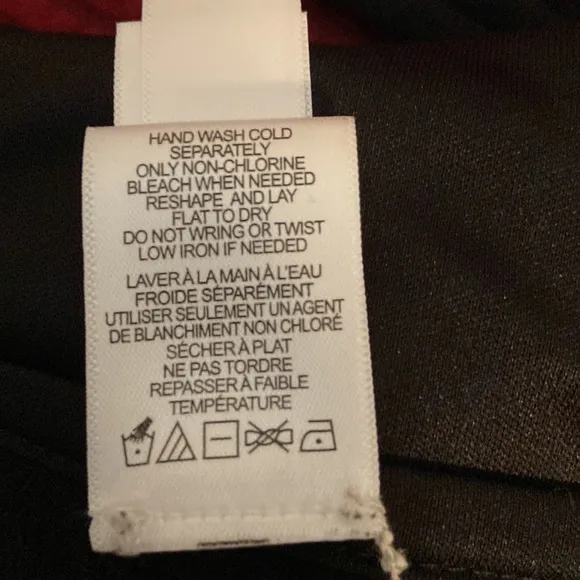 HAND WASH COLD
SEPARATELY
ONLY NON-CHLORINE
BLEACH WHEN NEEDED
RESHAPE AND LAY
FLAT TO DRY
DO NOT WRING OR TWIST
LOW IRON IF NEEDED
LAVER À LA MAIN À L'EAU
FROIDE SÉPARÉMENT
UTILISER SEULEMENT UN AGENT
DE BLANCHIMENT NON CHLORÉ
SÉCHER À PLAT
NE PAS TORDRE
REPASSER À FAIBLE
TEMPÉRATURE